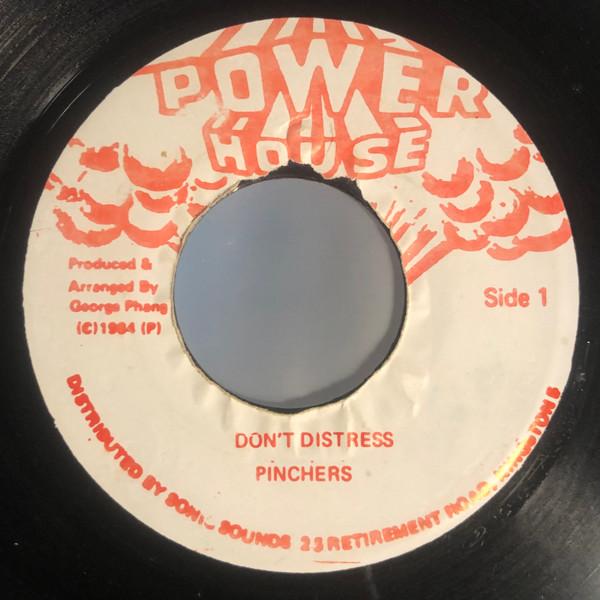 POWER
HOUSE
Produced &
Arranged By
George Phang
(C) 1984 (P)
Side 1
DON'T DISTRESS
PINCHERS
DISTRIBUTED BY SONIC SOUNDS 23 RETIREMENT ROAD, KINGSTON 5